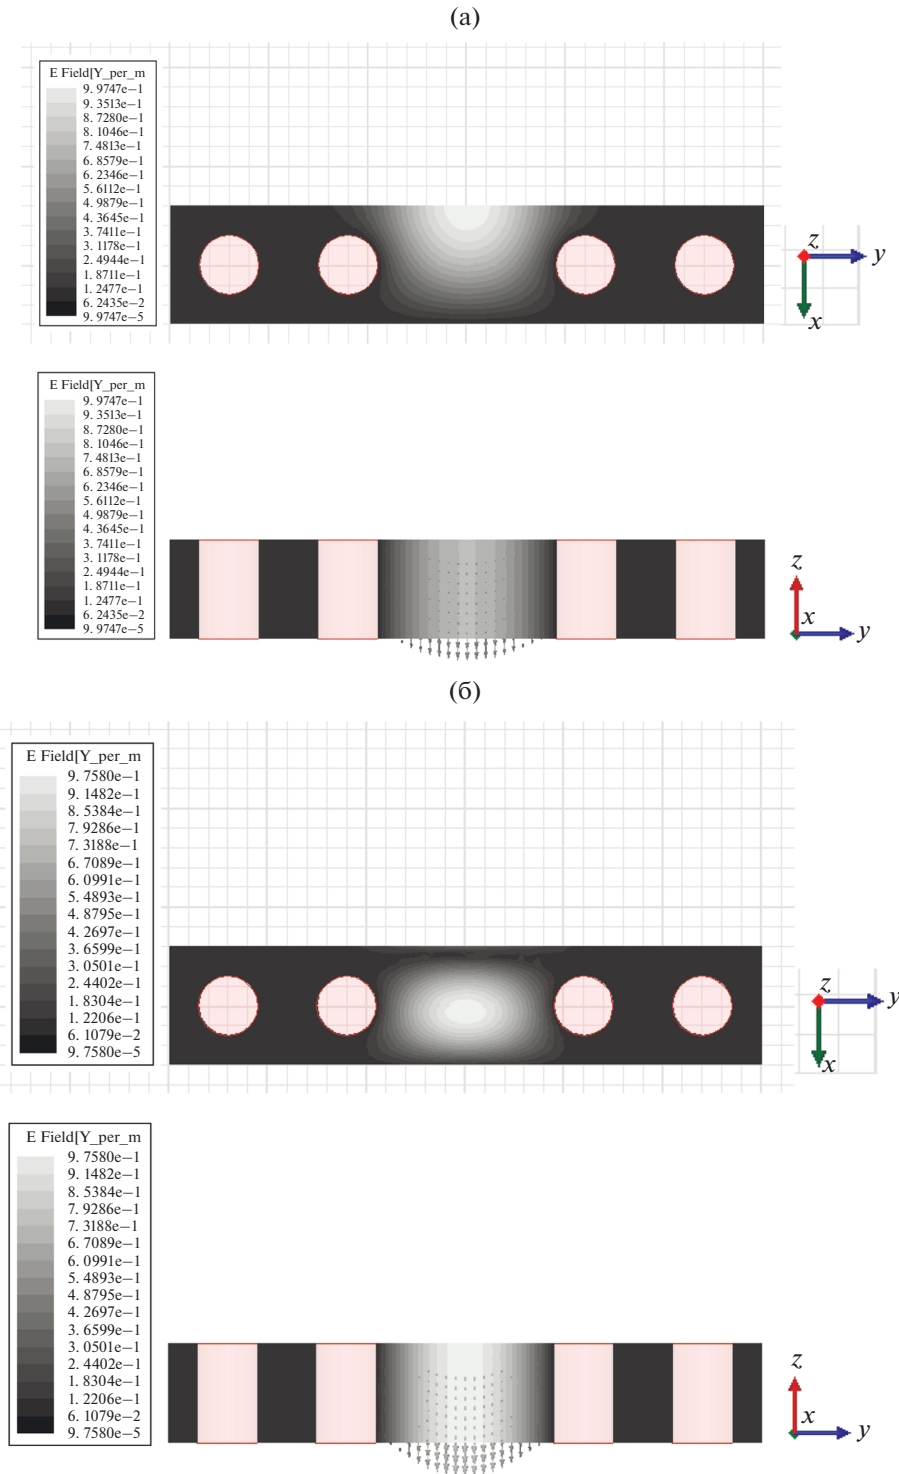 (а)
E Field[Y_per_m
9. 9747e−1
9. 3513e−1
8. 7280e−1
8. 1046e−1
7. 4813e−1
6. 8579e−1
6. 2346e−1
5. 6112e−1
4. 9879e−1
4. 3645e−1
3. 7411e−1
3. 1178e−1
2. 4944e−1
1. 8711e−1
1. 2477e−1
6. 2435e−2
9. 9747e−5
z
y
x
E Field[Y_per_m
9. 9747e−1
9. 3513e−1
8. 7280e−1
8. 1046e−1
7. 4813e−1
6. 8579e−1
6. 2346e−1
5. 6112e−1
4. 9879e−1
4. 3645e−1
3. 7411e−1
3. 1178e−1
2. 4944e−1
1. 8711e−1
1. 2477e−1
6. 2435e−2
9. 9747e−5
z
x
y
(б)
E Field[Y_per_m
9. 7580e−1
9. 1482e−1
8. 5384e−1
7. 9286e−1
7. 3188e−1
6. 7089e−1
6. 0991e−1
5. 4893e−1
4. 8795e−1
4. 2697e−1
3. 6599e−1
3. 0501e−1
2. 4402e−1
1. 8304e−1
1. 2206e−1
6. 1079e−2
9. 7580e−5
z
y
x
E Field[Y_per_m
9. 7580e−1
9. 1482e−1
8. 5384e−1
7. 9286e−1
7. 3188e−1
6. 7089e−1
6. 0991e−1
5. 4893e−1
4. 8795e−1
4. 2697e−1
3. 6599e−1
3. 0501e−1
2. 4402e−1
1. 8304e−1
1. 2206e−1
6. 1079e−2
9. 7580e−5
z
x
y